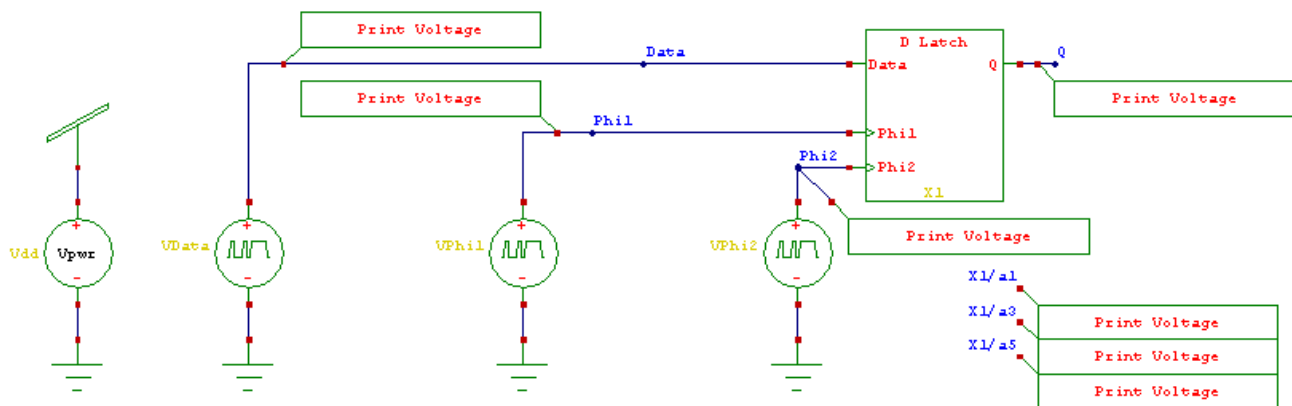 Print Voltage
D Latch
Data
Data
Q
Q
Print Voltage
Print Voltage
Phi1
Phi1
Phi2
Phi2
X1
Print Voltage
Vdd
Vpwr
+
-
VData
+
-
VPhi1
+
-
VPhi2
+
-
X1/a1
Print Voltage
X1/a3
Print Voltage
X1/a5
Print Voltage